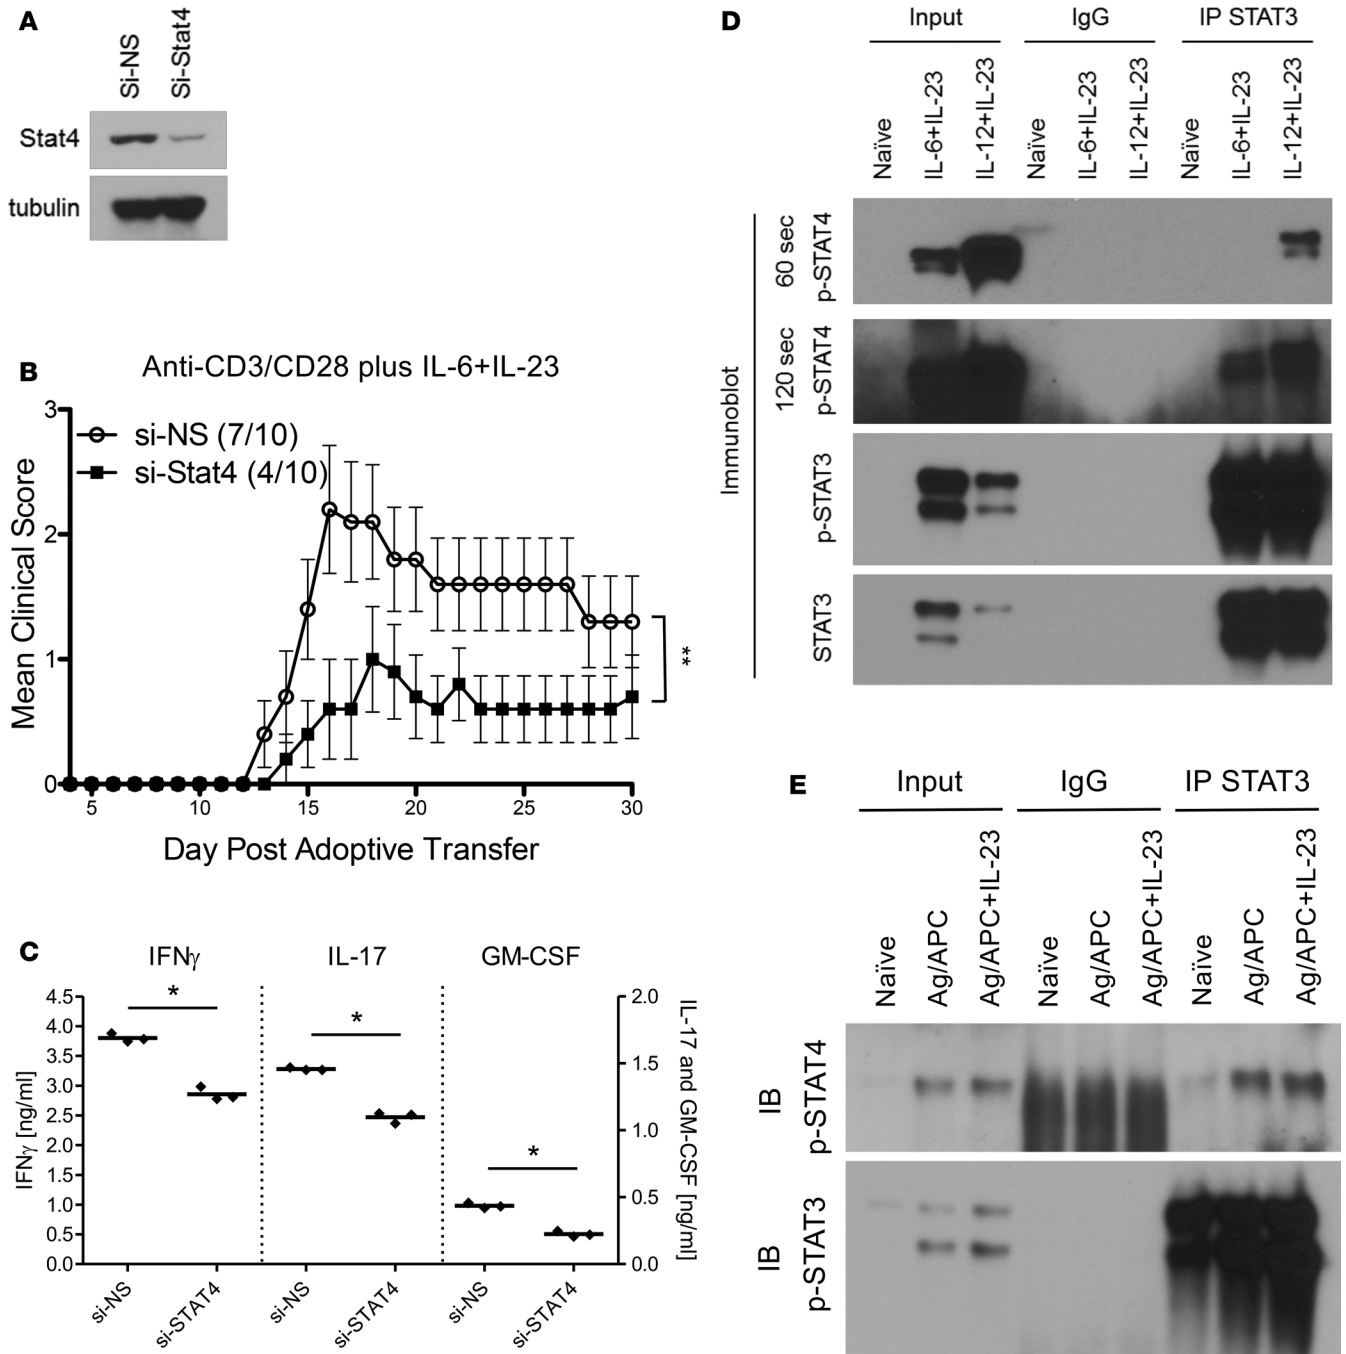 A
Si-NS
Si-Stat4
Stat4
tubulin
B
Anti-CD3/CD28 plus IL-6+IL-23
si-NS (7/10)
si-Stat4 (4/10)
Mean Clinical Score
3
2
1
0
5 10 15 20 25 30
Day Post Adoptive Transfer
**
C
IFNγ IL-17 GM-CSF
* * *
IFNγ [ng/ml]
4.5
4.0
3.5
3.0
2.5
2.0
1.5
1.0
0.5
0.0
2.0
1.5
1.0
0.5
0.0
IL-17 and GM-CSF [ng/ml]
si-NS si-STAT4 si-NS si-STAT4 si-NS si-STAT4
D
Input IgG IP STAT3
Naïve IL-6+IL-23 IL-12+IL-23 Naïve IL-6+IL-23 IL-12+IL-23 Naïve IL-6+IL-23 IL-12+IL-23
Immunoblot
60 sec
p-STAT4
120 sec
p-STAT4
p-STAT3
STAT3
E
Input IgG IP STAT3
Naïve Ag/APC Ag/APC+IL-23 Naïve Ag/APC Ag/APC+IL-23 Naïve Ag/APC Ag/APC+IL-23
IB
p-STAT4
IB
p-STAT3